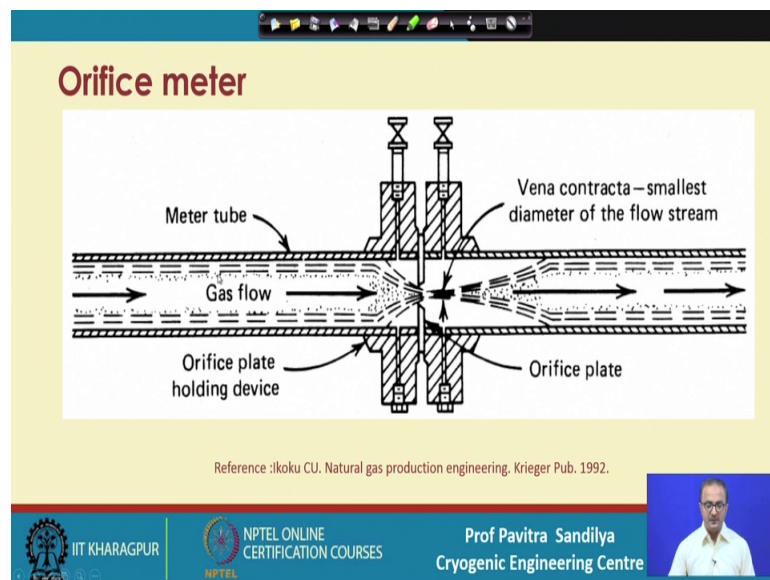 Orifice meter
Meter tube
Vena contracta—smallest
diameter of the flow stream
Gas flow
Orifice plate
holding device
Orifice plate
Reference :Ikoku CU. Natural gas production engineering. Krieger Pub. 1992.
IIT KHARAGPUR
NPTEL
NPTEL ONLINE
CERTIFICATION COURSES
Prof Pavitra Sandilya
Cryogenic Engineering Centre